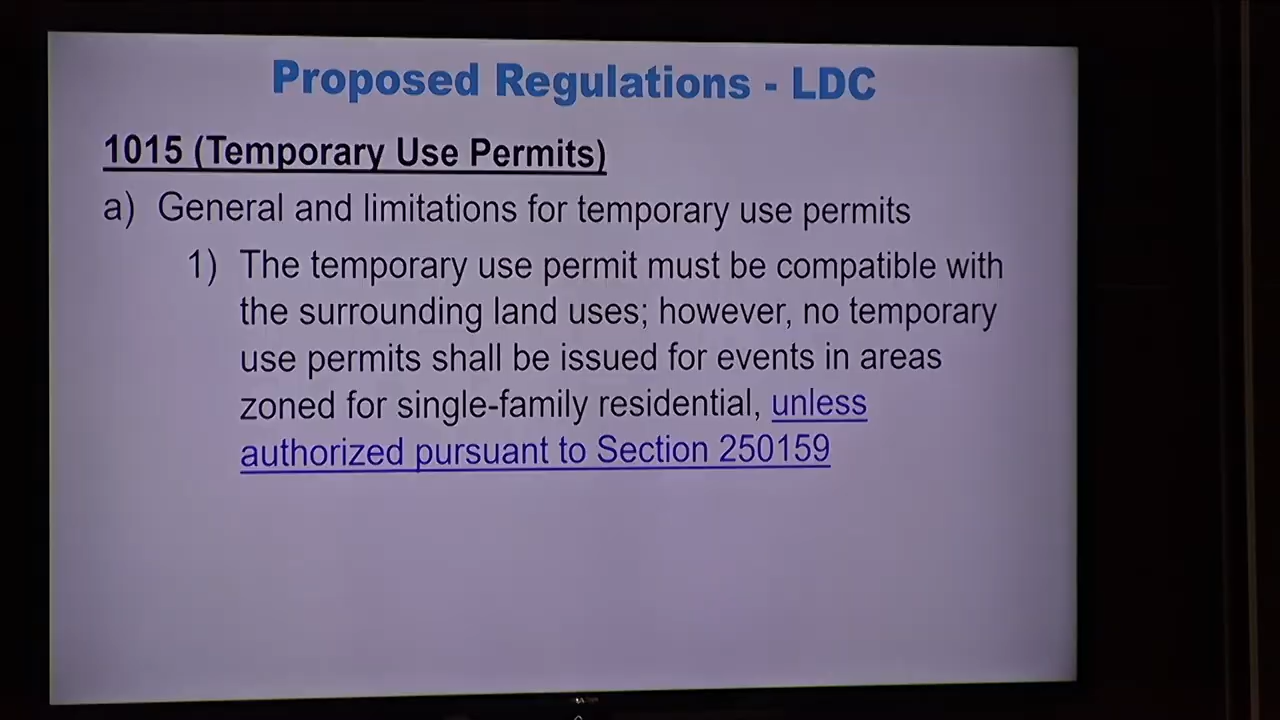 Proposed Regulations - LDC
1015 (Temporary Use Permits)
a) General and limitations for temporary use permits
1) The temporary use permit must be compatible with
the surrounding land uses; however, no temporary
use permits shall be issued for events in areas
zoned for single-family residential, unless
authorized pursuant to Section 250159